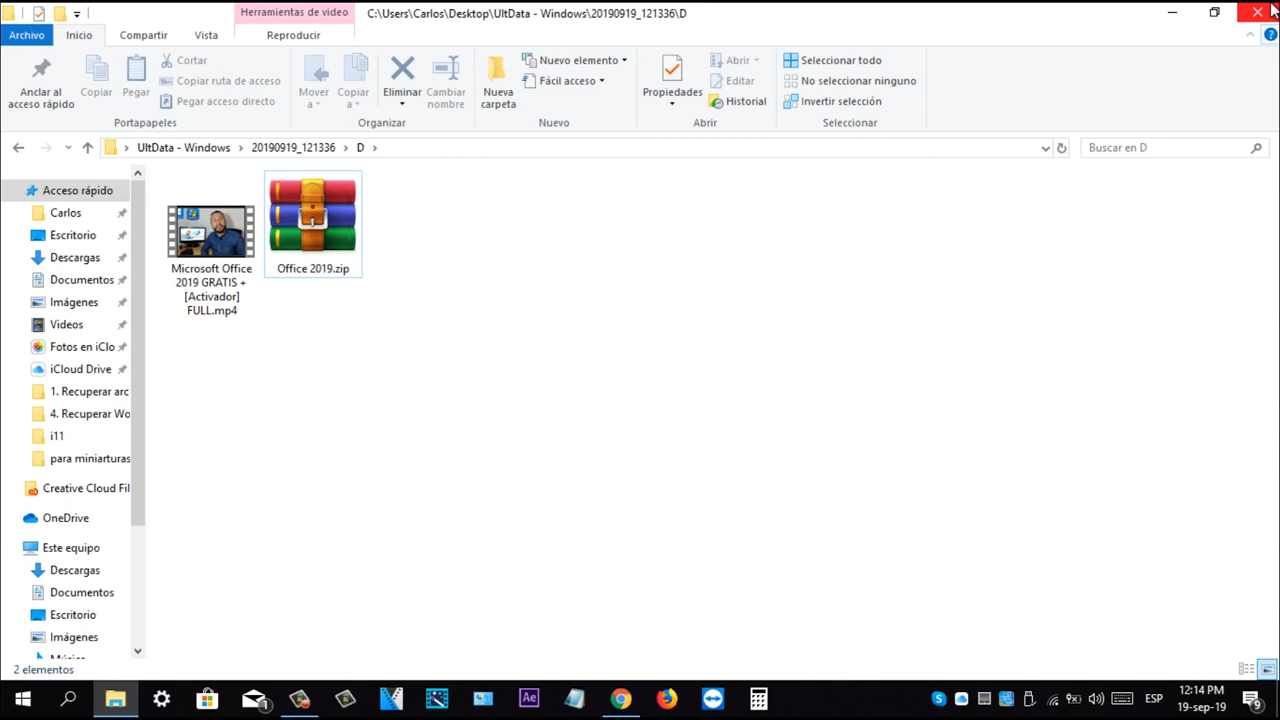 Herramientas de video
C:\Users\Carlos\Desktop\UltData - Windows\20190919_121336\D
Archivo
Inicio
Compartir
Vista
Reproducir
Anclar al
acceso rápido
Copiar
Pegar
Cortar
Copiar ruta de acceso
Pegar acceso directo
Portapapeles
Mover
a
Copiar
a
Eliminar
Cambiar
nombre
Organizar
Nueva
carpeta
Nuevo elemento
Fácil acceso
Nuevo
Propiedades
Abrir
Editar
Historial
Abrir
Seleccionar todo
No seleccionar ninguno
Invertir selección
Seleccionar
UltData - Windows
20190919_121336
D
Buscar en D
Acceso rápido
Carlos
Escritorio
Descargas
Documentos
Imágenes
Videos
Fotos en iClo
iCloud Drive
1. Recuperar arc
4. Recuperar Wo
i11
para miniarturas
Creative Cloud Fil
OneDrive
Este equipo
Descargas
Documentos
Escritorio
Imágenes
Microsoft Office
2019 GRATIS +
[Activador]
FULL.mp4
Office 2019.zip
2 elementos
1
Ae
ESP
12:14 PM
19-sep-19
9